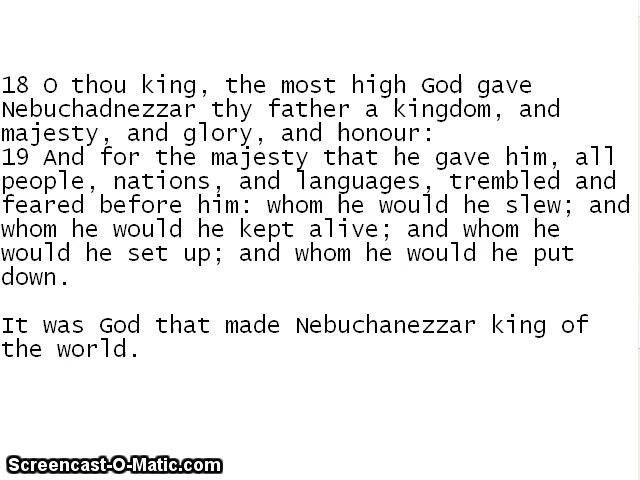 18 O thou king, the most high God gave
Nebuchadnezzar thy father a kingdom, and
majesty, and glory, and honour:
19 And for the majesty that he gave him, all
people, nations, and languages, trembled and
feared before him: whom he would he slew; and
whom he would he kept alive; and whom he
would he set up; and whom he would he put
down.
It was God that made Nebuchanezzar king of
the world.
Screencast-O-Matic.com